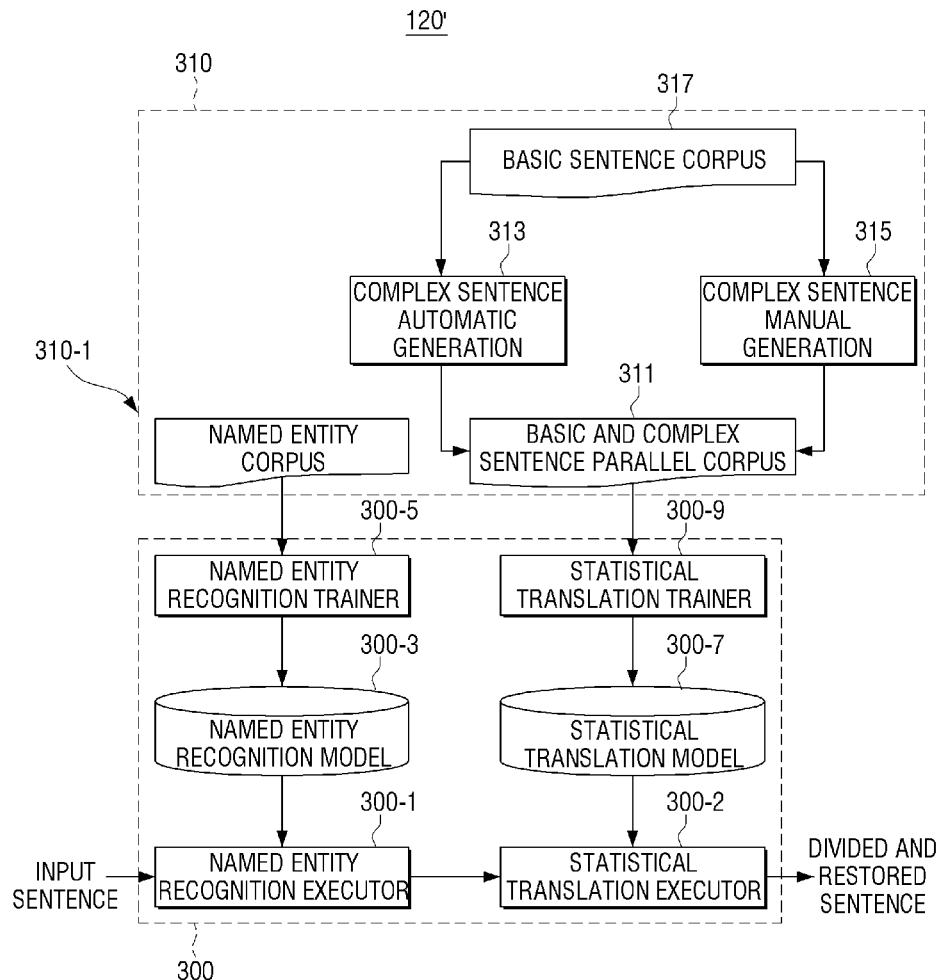 120'
310
317
BASIC SENTENCE CORPUS
313
315
COMPLEX SENTENCE
AUTOMATIC
GENERATION
COMPLEX SENTENCE
MANUAL
GENERATION
310-1
311
NAMED ENTITY
CORPUS
BASIC AND COMPLEX
SENTENCE PARALLEL CORPUS
300-5
300-9
NAMED ENTITY
RECOGNITION TRAINER
STATISTICAL
TRANSLATION TRAINER
300-3
300-7
NAMED ENTITY
RECOGNITION MODEL
STATISTICAL
TRANSLATION MODEL
300-1
300-2
INPUT
SENTENCE
NAMED ENTITY
RECOGNITION EXECUTOR
STATISTICAL
TRANSLATION EXECUTOR
DIVIDED AND
RESTORED
SENTENCE
300